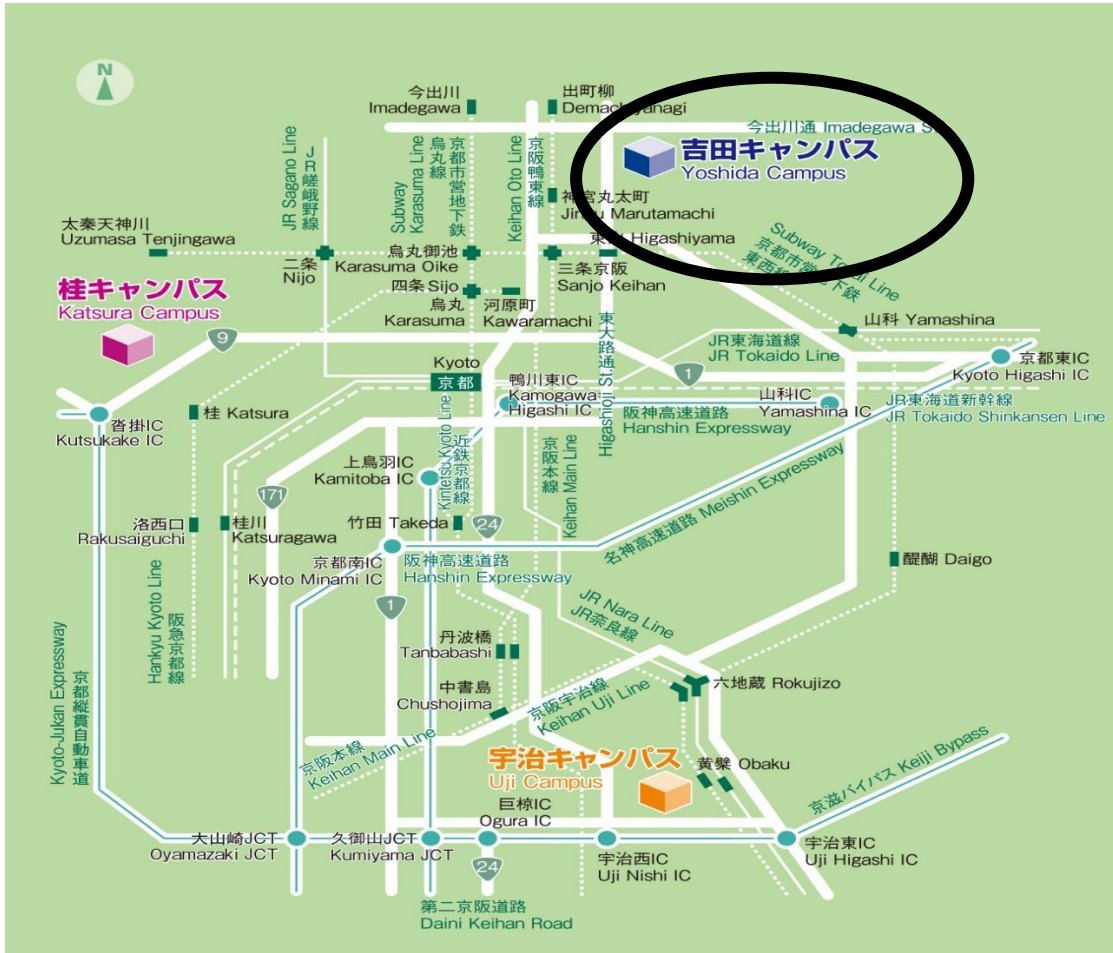 N
今出川
Imadegawa
出町柳
Demachiyanagi
今出川通 Imadegawa
吉田キャンパス
Yoshida Campus
JR Sagano Line
JR嵯峨野線
Subway
Karasuma Line
京都市営地下鉄
烏丸線
Keihan Oto Line
京阪鴨東線
神宮丸太町
Marutamachi
太秦天神川
Uzumasa Tenjingawa
二条
Nijo
烏丸御池
Karasuma Oike
Higashiyama
三条京阪
Sanjo Keihan
Subway Line
京都市営 下鉄
四条 Sijo
烏丸
Karasuma
河原町
Kawaramachi
桂キャンパス
Katsura Campus
9
東大路通
Higashioji St.
山科 Yamashina
JR東海道線
JR Tokaido Line
1
京都東IC
Kyoto Higashi IC
Kyoto
京都
鴨川東IC
Kamogawa
Higashi IC
山科IC
Yamashina IC
阪神高速道路
Hanshin Expressway
JR東海道新幹線
JR Tokaido Shinkansen Line
桂 Katsura
沓掛IC
Kutsukake IC
Kintetsu Kyoto Line
近鉄京都線
京阪本線
Keihan Main Line
上鳥羽IC
Kamitoba IC
171
洛西口
Rakusaiguchi
桂川
Katsuragawa
竹田 Takeda
24
名神高速道路 Meishin Expressway
京都南IC
Kyoto Minami IC
阪神高速道路
Hanshin Expressway
醍醐 Daigo
1
JR Nara Line
JR奈良線
Hankyu Kyoto Line
阪急京都線
丹波橋
Tanbabashi
中書島
Chushojima
京阪宇治線
Keihan Uji Line
六地蔵 Rokujizo
Kyoto-Jukan Expressway
京都縦貫自動車道
京阪本線
Keihan Main Line
宇治キャンパス
Uji Campus
黄檗 Obaku
京滋バイパス Keiji Bypass
巨椋IC
Ogura IC
大山崎JCT
Oyamazaki JCT
久御山JCT
Kumiyama JCT
24
宇治西IC
Uji Nishi IC
宇治東IC
Uji Higashi IC
第二京阪道路
Daini Keihan Road